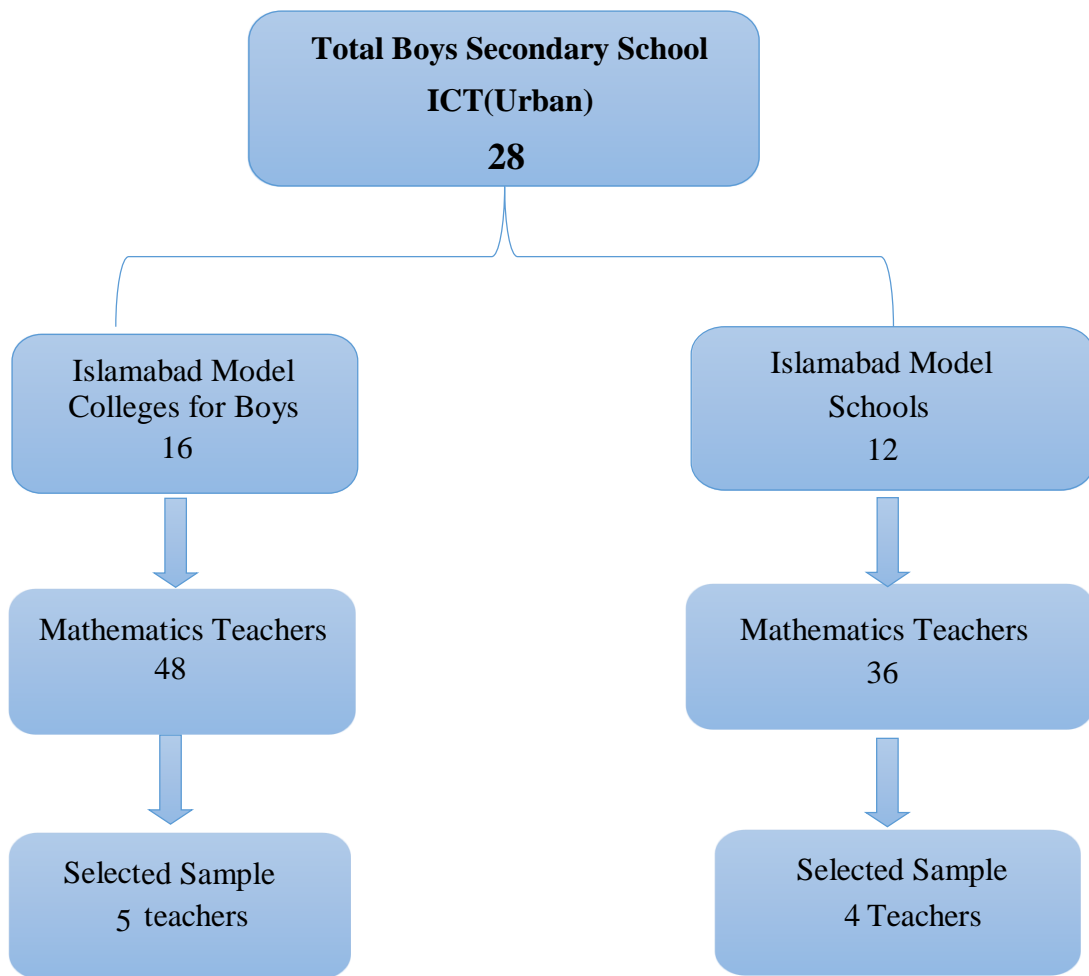 Total Boys Secondary School
ICT(Urban)
28
Islamabad Model
Colleges for Boys
16
Islamabad Model
Schools
12
Mathematics Teachers
48
Mathematics Teachers
36
Selected Sample
5 teachers
Selected Sample
4 Teachers